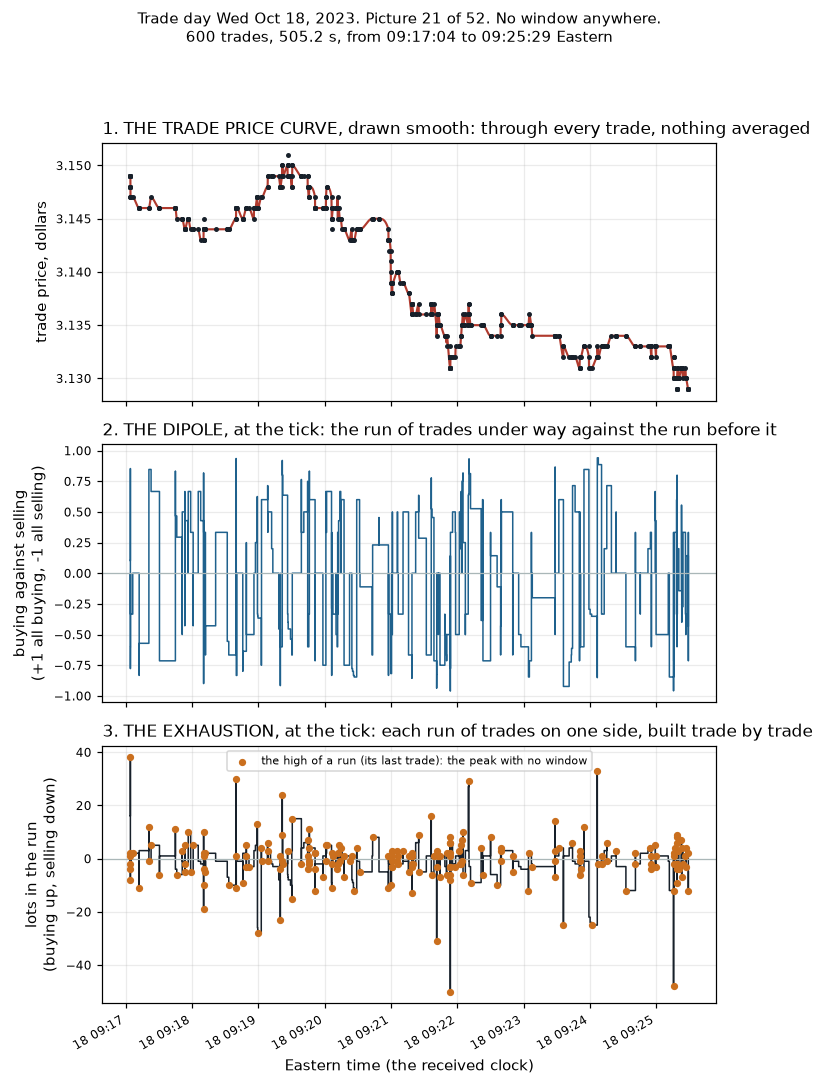 Trade day Wed Oct 18, 2023. Picture 21 of 52. No window anywhere.
600 trades, 505.2 s, from 09:17:04 to 09:25:29 Eastern
1. THE TRADE PRICE CURVE, drawn smooth: through every trade, nothing averaged
3.150
3.145
3.140
3.135
3.130
trade price, dollars
2. THE DIPOLE, at the tick: the run of trades under way against the run before it
1.00
0.75
0.50
0.25
0.00
−0.25
−0.50
−0.75
−1.00
buying against selling
(+1 all buying, -1 all selling)
3. THE EXHAUSTION, at the tick: each run of trades on one side, built trade by trade
the high of a run (its last trade): the peak with no window
40
20
0
−20
−40
lots in the run
(buying up, selling down)
18 09:17
18 09:18
18 09:19
18 09:20
18 09:21
18 09:22
18 09:23
18 09:24
18 09:25
Eastern time (the received clock)